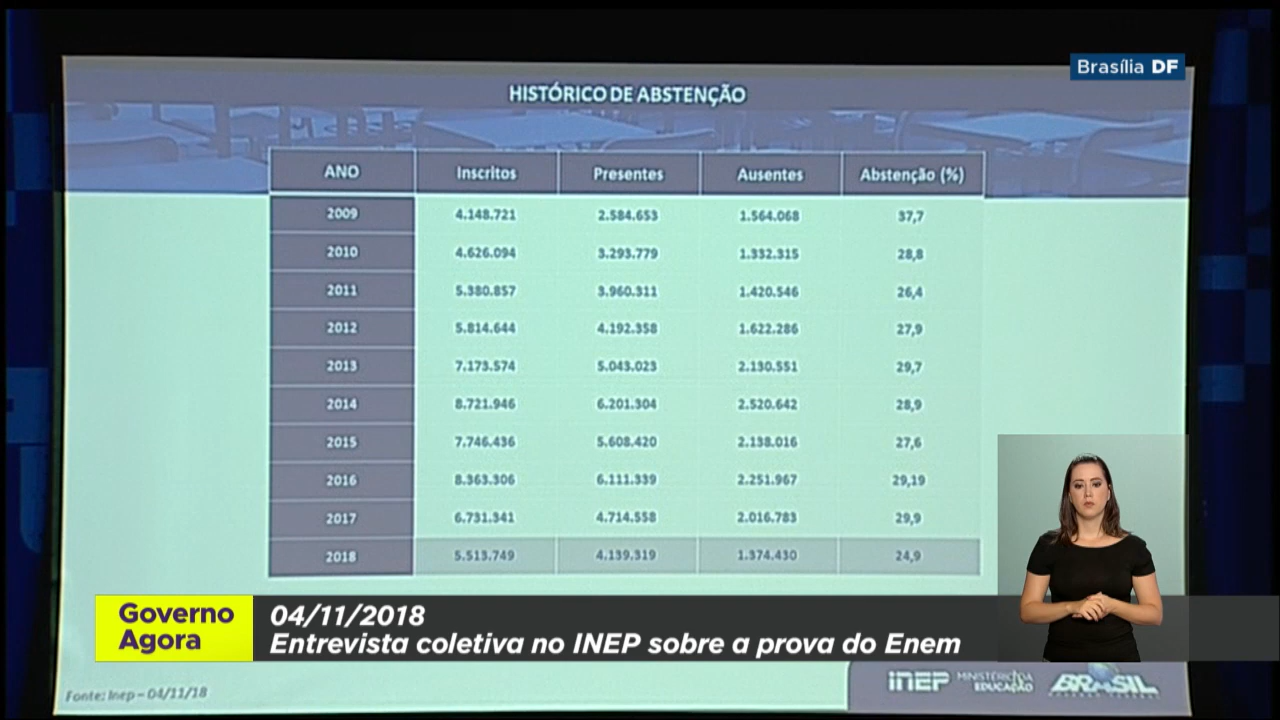 Brasília DF
HISTÓRICO DE ABSTENÇÃO
ANO Inscritos Presentes Ausentes Abstenção (%)
2009 4.148.721 2.584.653 1.564.068 37,7
2010 4.626.094 3.293.779 1.332.315 28,8
2011 5.380.857 3.960.311 1.420.546 26,4
2012 5.814.644 4.192.358 1.622.286 27,9
2013 7.173.574 5.043.023 2.130.551 29,7
2014 8.721.946 6.201.304 2.520.642 28,9
2015 7.746.436 5.608.420 2.138.016 27,6
2016 8.363.306 6.111.339 2.251.967 29,19
2017 6.731.341 4.714.558 2.016.783 29,9
2018 5.513.749 4.139.319 1.374.430 24,9
Governo
Agora
04/11/2018
Entrevista coletiva no INEP sobre a prova do Enem
Fonte: Inep – 04/11/18
INEP
MINISTÉRIO DA
EDUCAÇÃO
BRASIL